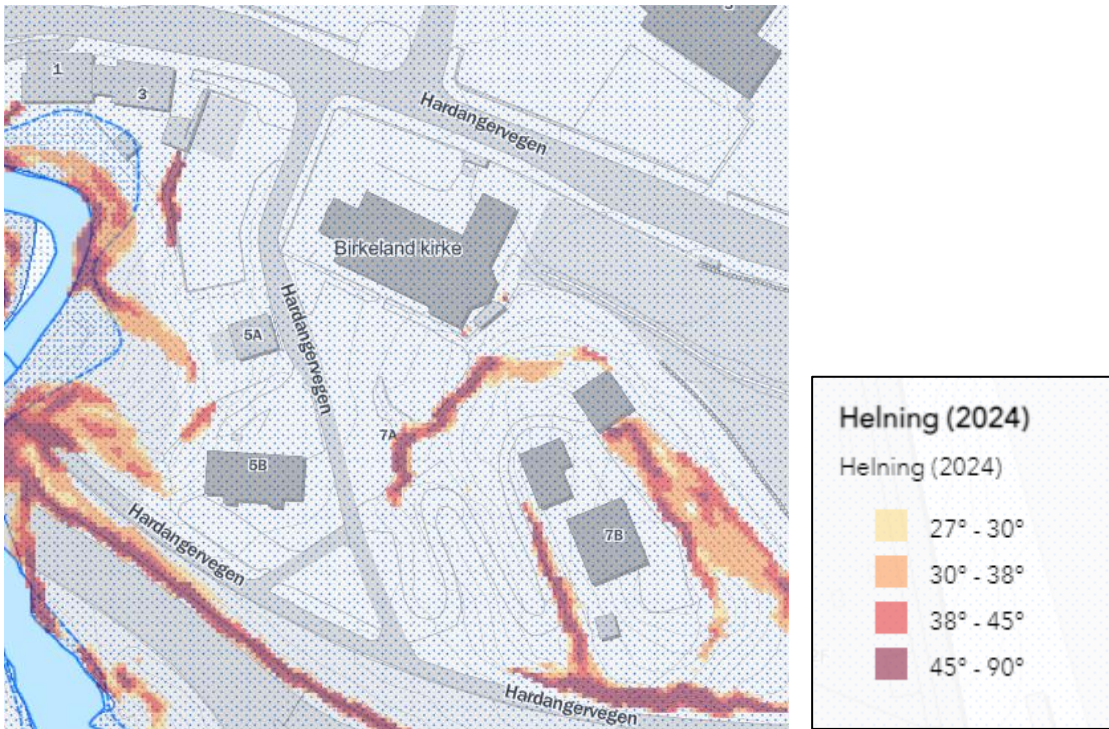 1
3
Hardangervegen
Birkeland kirke
Hardangervegen
5A
7A
5B
7B
Hardangervegen
Hardangervegen
Helning (2024)
Helning (2024)
27° - 30°
30° - 38°
38° - 45°
45° - 90°